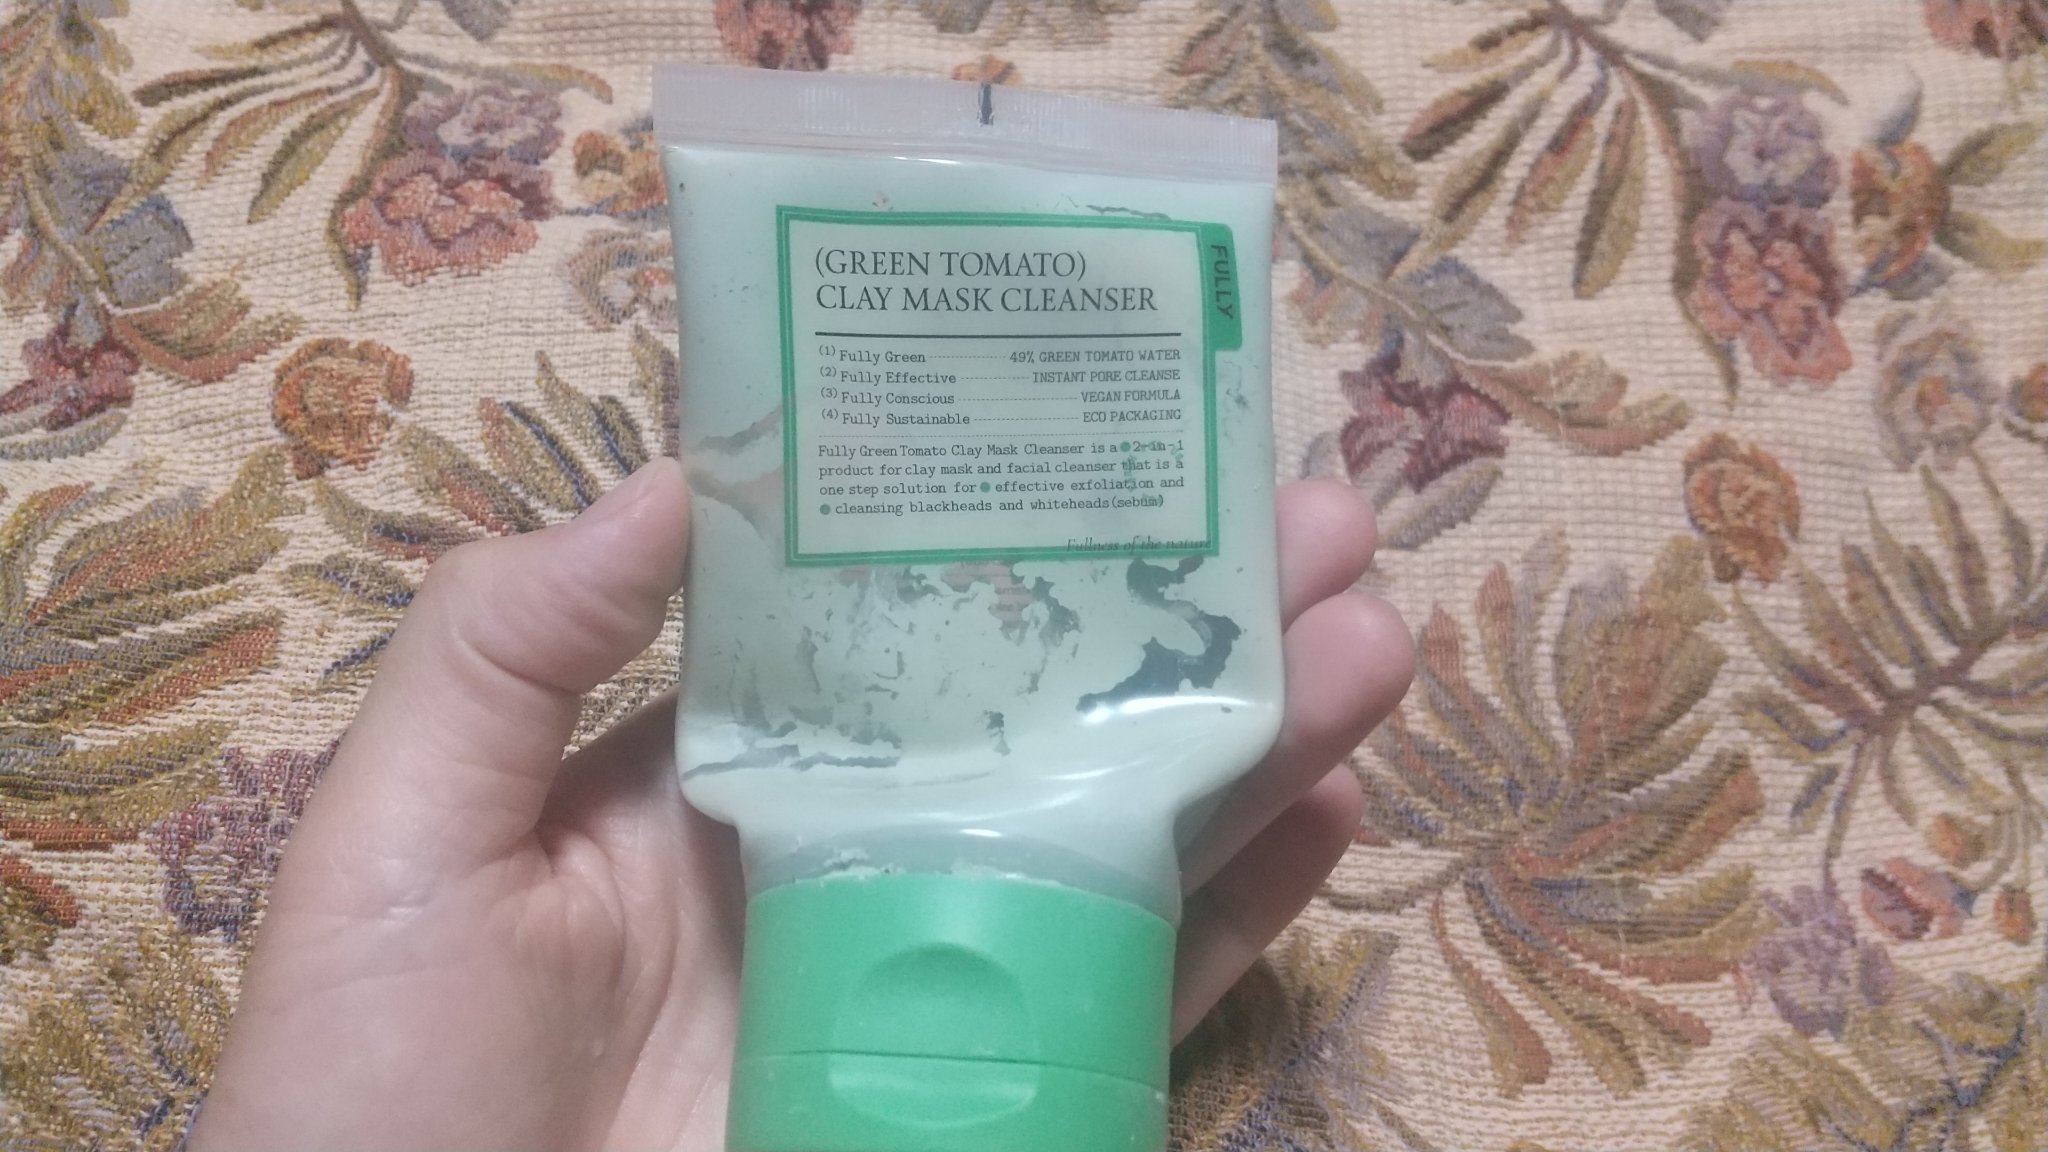 (GREEN TOMATO)
CLAY MASK CLEANSER
FULLY
(1) Fully Green 49% GREEN TOMATO WATER
(2) Fully Effective INSTANT PORE CLEANSE
(3) Fully Conscious VEGAN FORMULA
(4) Fully Sustainable ECO PACKAGING
Fully Green Tomato Clay Mask Cleanser is a 2-in-1
product for clay mask and facial cleanser that is a
one step solution for effective exfoliation and
cleansing blackheads and whiteheads (sebum)
Fullness of the nature